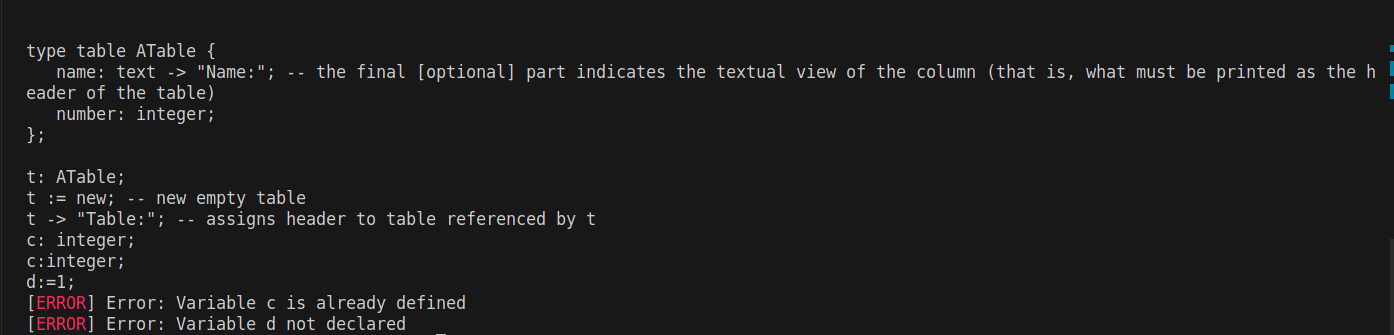 type table ATable {
   name: text -> "Name:"; -- the final [optional] part indicates the textual view of the column (that is, what must be printed as the h
eader of the table)
   number: integer;
};

t: ATable;
t := new; -- new empty table
t -> "Table:"; -- assigns header to table referenced by t
c: integer;
c:integer;
d:=1;
[ERROR] Error: Variable c is already defined
[ERROR] Error: Variable d not declared